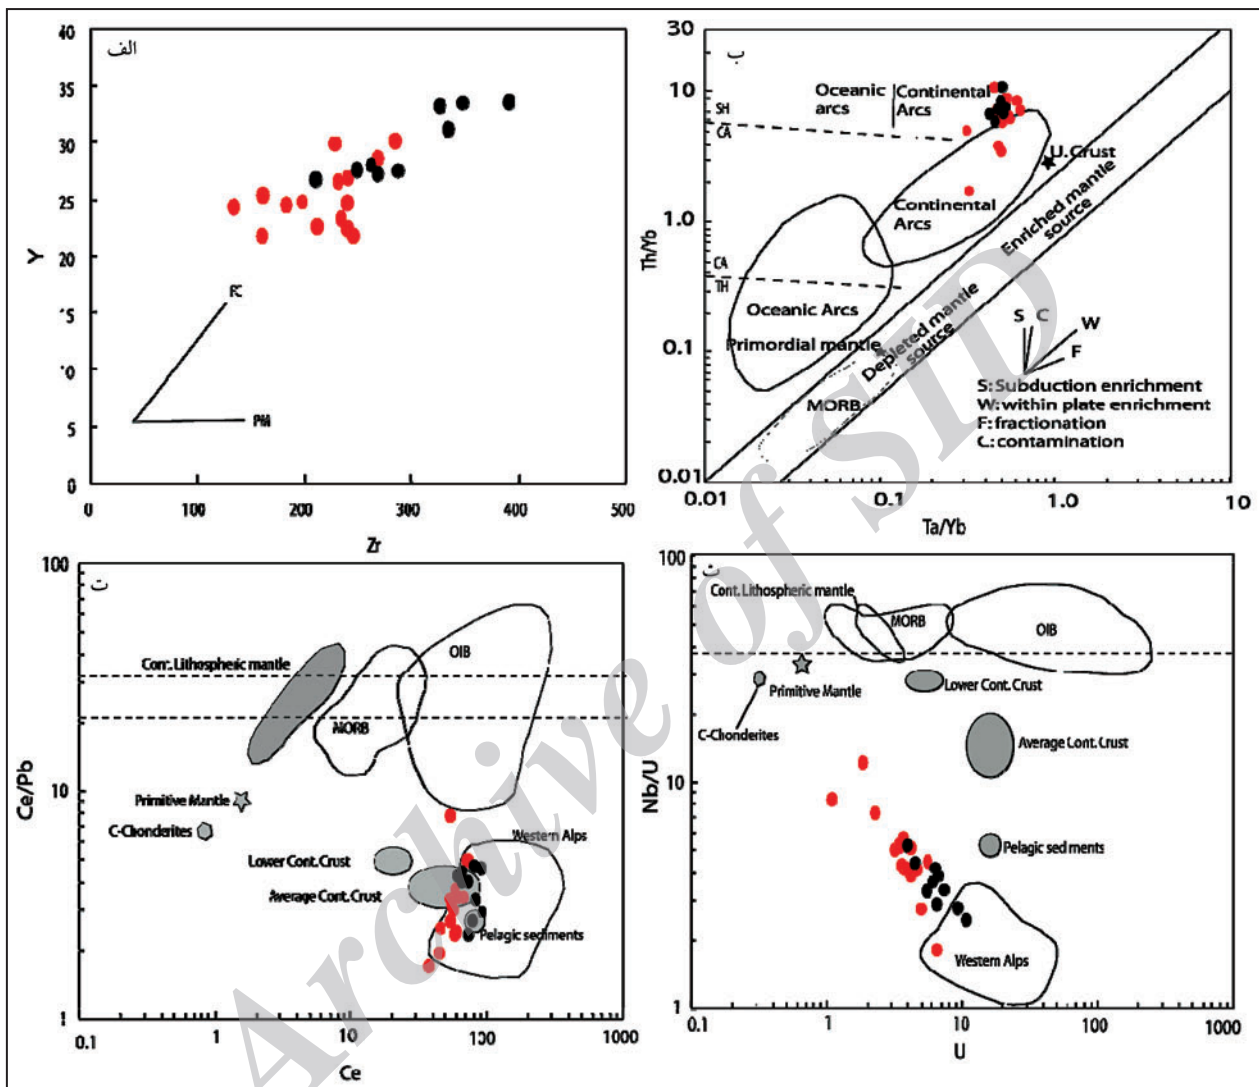 الف
40
35
30
25
20
15
10
5
0
Y
FC
PM
0
100
200
300
400
500
Zr
ب
30
10
1.0
0.1
0.01
Th/Yb
Oceanic
arcs
Continental
Arcs
SH
CA
U. Crust
Continental
Arcs
Enriched mantle
source
CA
TH
Oceanic Arcs
Primordial mantle
Depleted mantle
source
MORB
S
C
W
F
S: Subduction enrichment
W: within plate enrichment
F: fractionation
C: contamination
0.01
0.1
1.0
10
Ta/Yb
ت
100
10
1
Ce/Pb
Cont. Lithospheric mantle
MORB
OIB
Primitive Mantle
C-Chonderites
Lower Cont. Crust
Average Cont. Crust
Western Alps
Pelagic sediments
0.1
1
10
100
1000
Ce
100
10
1
Nb/U
Cont. Lithospheric mantle
MORB
OIB
Primitive Mantle
C-Chonderites
Lower Cont. Crust
Average Cont. Crust
Pelagic sediments
Western Alps
0.1
1
10
100
1000
U
Archive of SID